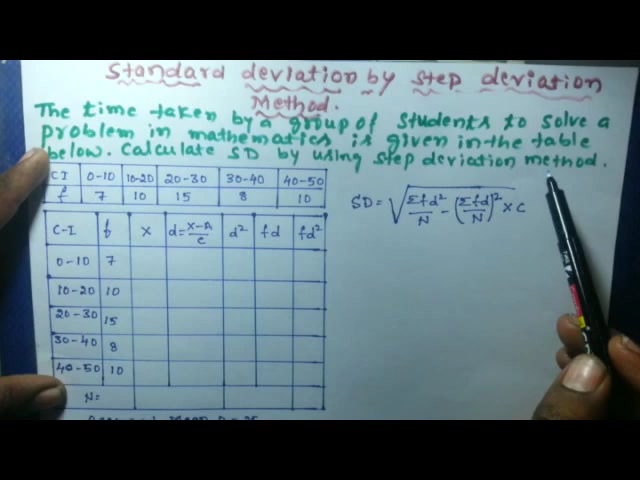 Standard deviation by step deviation
Method.
The time taken by a group of students to solve a
problem in mathematics is given in the table
below. Calculate SD by using step deviation method.
CI 0-10 10-20 20-30 30-40 40-50
f 7 10 15 8 10
SD = √(Σfd²/N - (Σfd/N)²) × C
C-I f x d = x-A/C d² fd fd²
0-10 7
10-20 10
20-30 15
30-40 8
40-50 10
N=